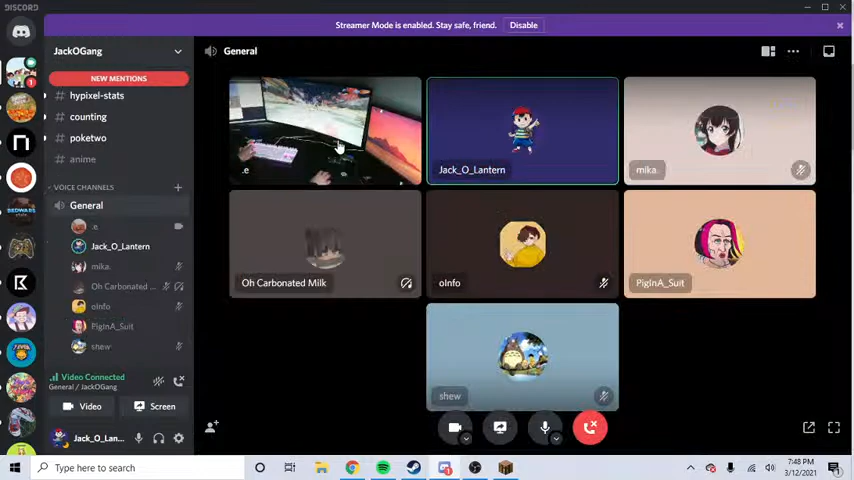 DISCORD
Streamer Mode is enabled. Stay safe, friend.
Disable
JackOGang
General
NEW MENTIONS
# hypixel-stats
# counting
# poketwo
# anime
VOICE CHANNELS
General
.e
Jack_O_Lantern
mika.
Oh Carbonated ...
oInfo
PigInA_Suit
shew
.e
Jack_O_Lantern
mika.
Oh Carbonated Milk
oInfo
PigInA_Suit
shew
Video Connected
General / JackOGang
Video
Screen
Jack_O_Lan...
Type here to search
7:48 PM
3/12/2021